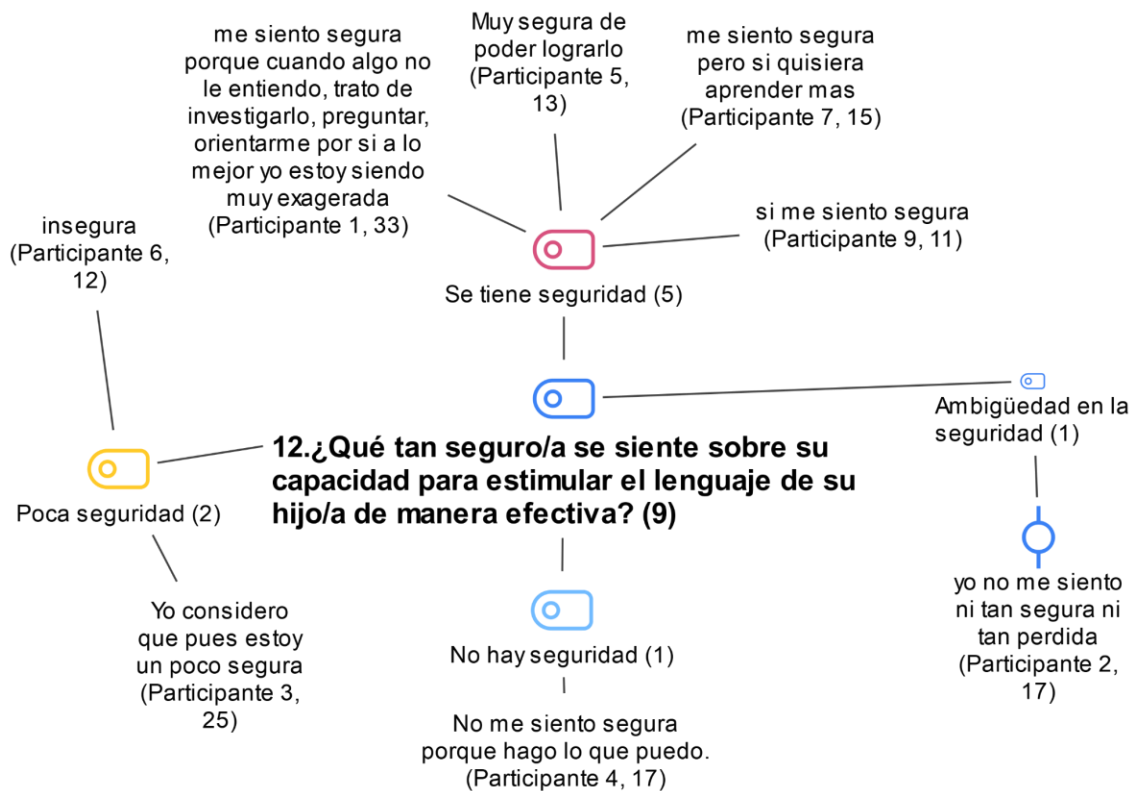 me siento segura
porque cuando algo no
le entiendo, trato de
investigarlo, preguntar,
orientarme por si a lo
mejor yo estoy siendo
muy exagerada
(Participante 1, 33)
Muy segura de
poder lograrlo
(Participante 5,
13)
me siento segura
pero si quisiera
aprender mas
(Participante 7, 15)
si me siento segura
(Participante 9, 11)
insegura
(Participante 6,
12)
Se tiene seguridad (5)
Ambigüedad en la
seguridad (1)
12.¿Qué tan seguro/a se siente sobre su
capacidad para estimular el lenguaje de su
hijo/a de manera efectiva? (9)
Poca seguridad (2)
yo no me siento
ni tan segura ni
tan perdida
(Participante 2,
17)
Yo considero
que pues estoy
un poco segura
(Participante 3,
25)
No hay seguridad (1)
No me siento segura
porque hago lo que puedo.
(Participante 4, 17)